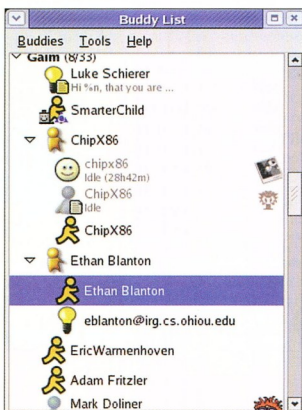 Buddy List
Buddies Tools Help
Gaim (8/33)
Luke Schierer
Hi %n, that you are ...
SmarterChild
ChipX86
chipx86
Idle (28h42m)
ChipX86
Idle
ChipX86
Ethan Blanton
Ethan Blanton
eblanton@irg.cs.ohiou.edu
EricWarmenhoven
Adam Fritzler
Mark Doliner